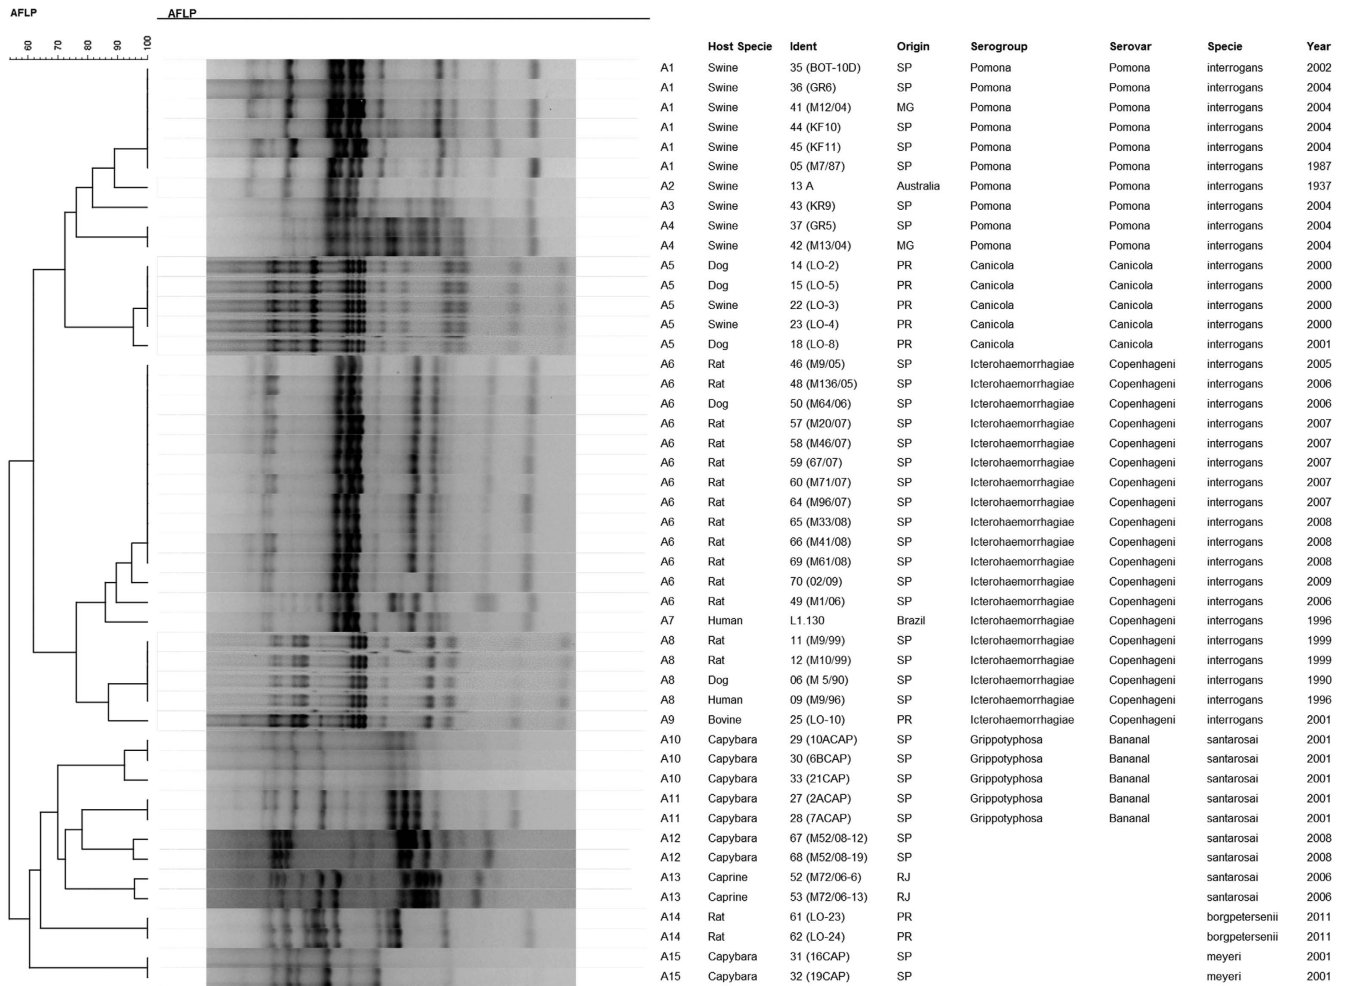 AFLP
AFLP
60 70 80 90 100
Host Specie Ident Origin Serogroup Serovar Specie Year
A1 Swine 35 (BOT-10D) SP Pomona Pomona interrogans 2002
A1 Swine 36 (GR6) SP Pomona Pomona interrogans 2004
A1 Swine 41 (M12/04) MG Pomona Pomona interrogans 2004
A1 Swine 44 (KF10) SP Pomona Pomona interrogans 2004
A1 Swine 45 (KF11) SP Pomona Pomona interrogans 2004
A1 Swine 05 (M7/87) SP Pomona Pomona interrogans 1987
A2 Swine 13 A Australia Pomona Pomona interrogans 1937
A3 Swine 43 (KR9) SP Pomona Pomona interrogans 2004
A4 Swine 37 (GR5) SP Pomona Pomona interrogans 2004
A4 Swine 42 (M13/04) MG Pomona Pomona interrogans 2004
A5 Dog 14 (LO-2) PR Canicola Canicola interrogans 2000
A5 Dog 15 (LO-5) PR Canicola Canicola interrogans 2000
A5 Swine 22 (LO-3) PR Canicola Canicola interrogans 2000
A5 Swine 23 (LO-4) PR Canicola Canicola interrogans 2000
A5 Dog 18 (LO-8) PR Canicola Canicola interrogans 2001
A6 Rat 46 (M9/05) SP Icterohaemorrhagiae Copenhageni interrogans 2005
A6 Rat 48 (M136/05) SP Icterohaemorrhagiae Copenhageni interrogans 2006
A6 Dog 50 (M64/06) SP Icterohaemorrhagiae Copenhageni interrogans 2006
A6 Rat 57 (M20/07) SP Icterohaemorrhagiae Copenhageni interrogans 2007
A6 Rat 58 (M46/07) SP Icterohaemorrhagiae Copenhageni interrogans 2007
A6 Rat 59 (67/07) SP Icterohaemorrhagiae Copenhageni interrogans 2007
A6 Rat 60 (M71/07) SP Icterohaemorrhagiae Copenhageni interrogans 2007
A6 Rat 64 (M96/07) SP Icterohaemorrhagiae Copenhageni interrogans 2007
A6 Rat 65 (M33/08) SP Icterohaemorrhagiae Copenhageni interrogans 2008
A6 Rat 66 (M41/08) SP Icterohaemorrhagiae Copenhageni interrogans 2008
A6 Rat 69 (M61/08) SP Icterohaemorrhagiae Copenhageni interrogans 2008
A6 Rat 70 (02/09) SP Icterohaemorrhagiae Copenhageni interrogans 2009
A6 Rat 49 (M1/06) SP Icterohaemorrhagiae Copenhageni interrogans 2006
A7 Human L1.130 Brazil Icterohaemorrhagiae Copenhageni interrogans 1996
A8 Rat 11 (M9/99) SP Icterohaemorrhagiae Copenhageni interrogans 1999
A8 Rat 12 (M10/99) SP Icterohaemorrhagiae Copenhageni interrogans 1999
A8 Dog 06 (M 5/90) SP Icterohaemorrhagiae Copenhageni interrogans 1990
A8 Human 09 (M9/96) SP Icterohaemorrhagiae Copenhageni interrogans 1996
A9 Bovine 25 (LO-10) PR Icterohaemorrhagiae Copenhageni interrogans 2001
A10 Capybara 29 (10ACAP) SP Grippotyphosa Bananal santarosai 2001
A10 Capybara 30 (6BCAP) SP Grippotyphosa Bananal santarosai 2001
A10 Capybara 33 (21CAP) SP Grippotyphosa Bananal santarosai 2001
A11 Capybara 27 (2ACAP) SP Grippotyphosa Bananal santarosai 2001
A11 Capybara 28 (7ACAP) SP Grippotyphosa Bananal santarosai 2001
A12 Capybara 67 (M52/08-12) SP santarosai 2008
A12 Capybara 68 (M52/08-19) SP santarosai 2008
A13 Caprine 52 (M72/06-6) RJ santarosai 2006
A13 Caprine 53 (M72/06-13) RJ santarosai 2006
A14 Rat 61 (LO-23) PR borgpetersenii 2011
A14 Rat 62 (LO-24) PR borgpetersenii 2011
A15 Capybara 31 (16CAP) SP meyeri 2001
A15 Capybara 32 (19CAP) SP meyeri 2001